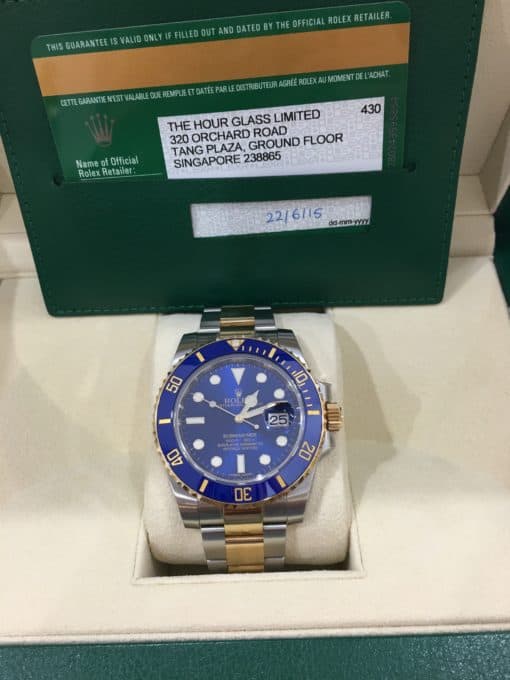 THIS GUARANTEE IS VALID ONLY IF FILLED OUT AND DATED BY AN OFFICIAL ROLEX RETAILER.
CETTE GARANTIE N'EST VALABLE QUE REMPLIE ET DATÉE PAR LE DISTRIBUTEUR AGRÉÉ ROLEX AU MOMENT DE L'ACHAT.
THE HOUR GLASS LIMITED 430
320 ORCHARD ROAD
TANG PLAZA, GROUND FLOOR
SINGAPORE 238865
Name of Official
Rolex Retailer:
22/6/15
dd-mm-yyyy
ROLEX
25
SUBMARINER
10
20
30
40
50